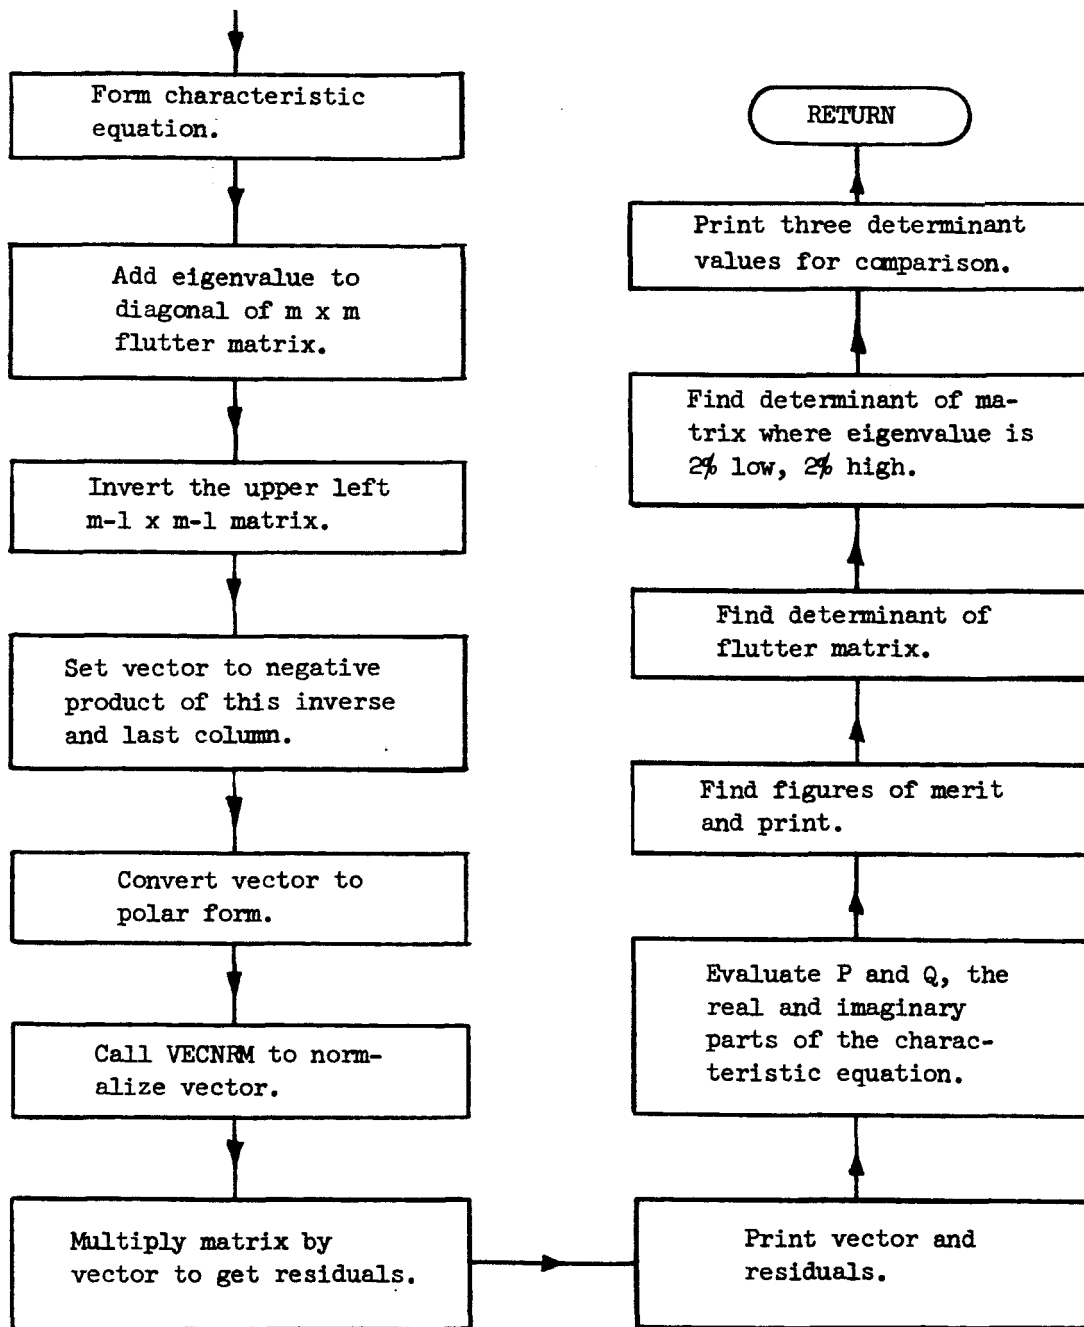 Form characteristic
equation.
Add eigenvalue to
diagonal of m x m
flutter matrix.
Invert the upper left
m-1 x m-1 matrix.
Set vector to negative
product of this inverse
and last column.
Convert vector to
polar form.
Call VECNRM to norm-
alize vector.
Multiply matrix by
vector to get residuals.
Print vector and
residuals.
Evaluate P and Q, the
real and imaginary
parts of the charac-
teristic equation.
Find figures of merit
and print.
Find determinant of
flutter matrix.
Find determinant of ma-
trix where eigenvalue is
2% low, 2% high.
Print three determinant
values for comparison.
RETURN